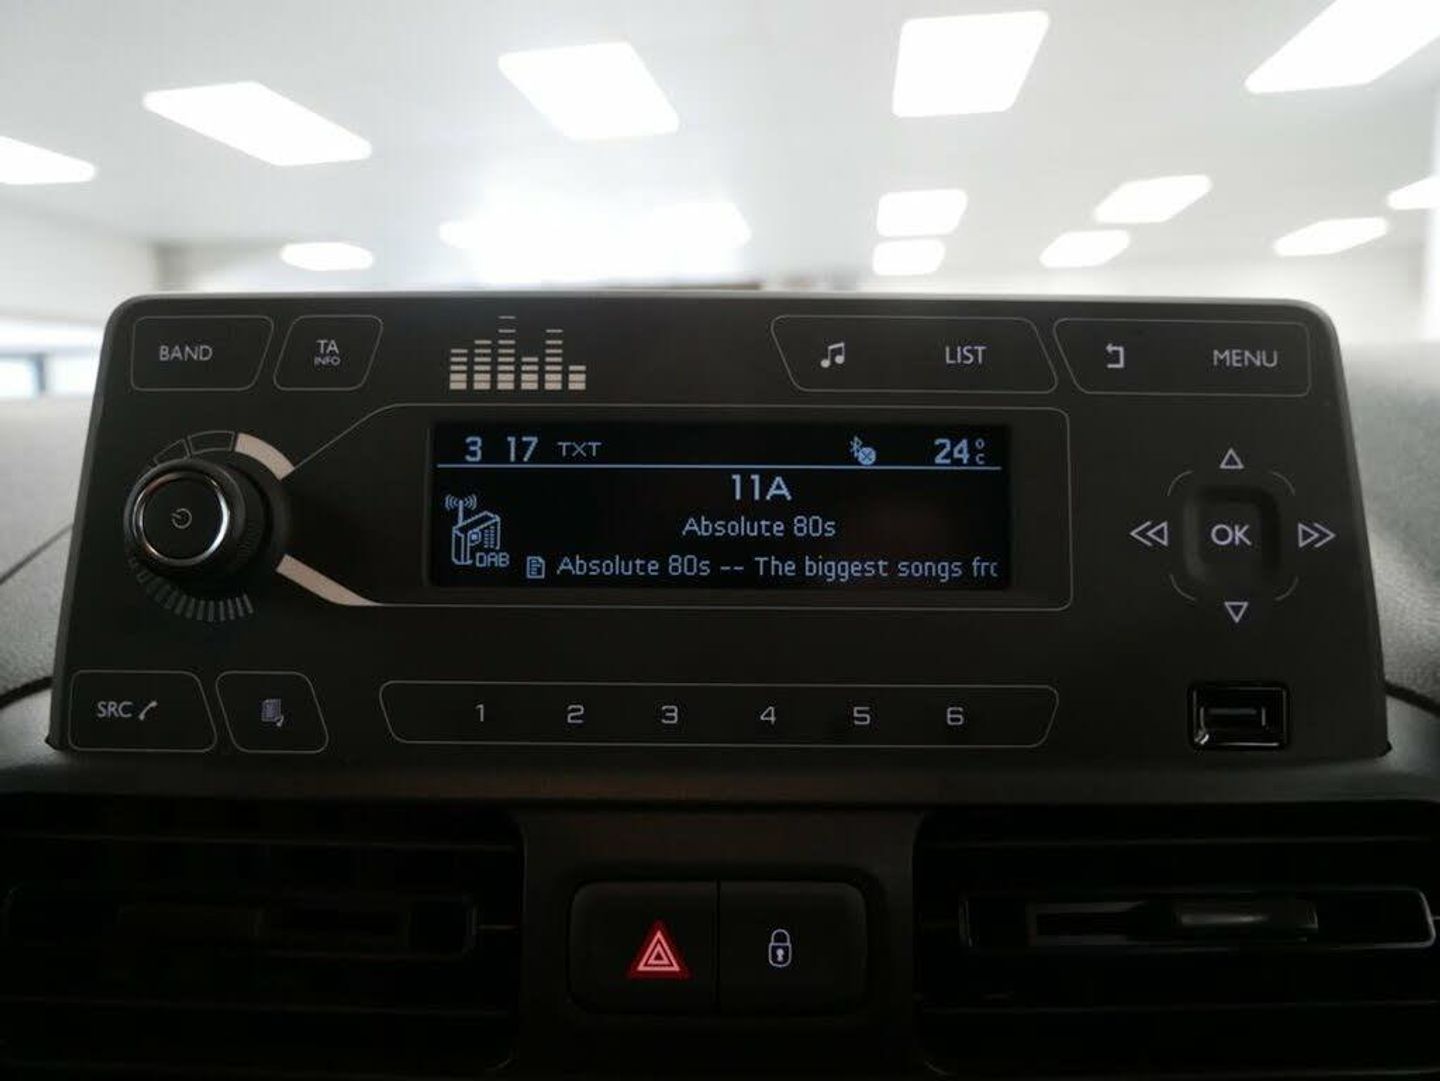 BAND
TA
INFO
LIST
MENU
3 17 TXT 24°C
11A
Absolute 80s
DAB
Absolute 80s -- The biggest songs frc
OK
SRC
1 2 3 4 5 6